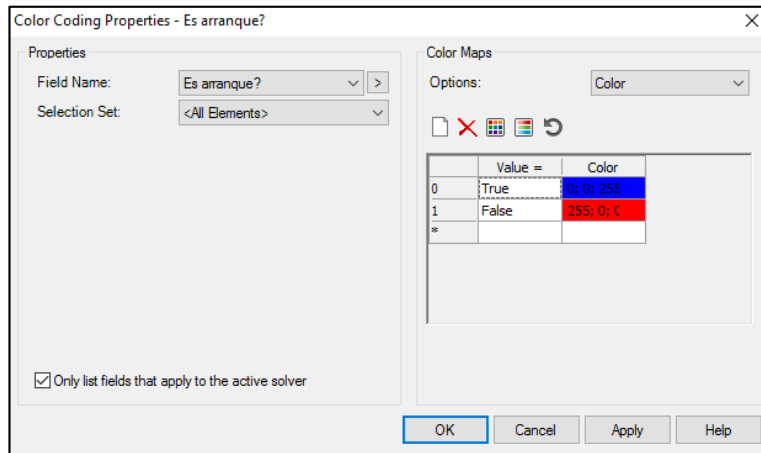 Color Coding Properties - Es arranque?
Properties
Field Name: Es arranque? >
Selection Set: <All Elements>
Only list fields that apply to the active solver
Color Maps
Options: Color
Value = Color
0 True 0; 0; 255
1 False 255; 0; 0
*
OK Cancel Apply Help